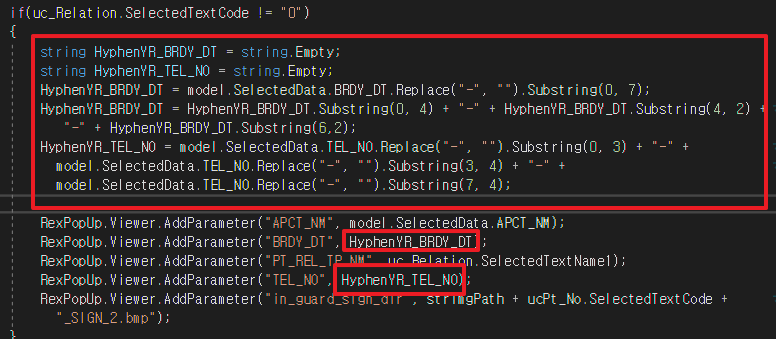 if(uc_Relation.SelectedTextCode != "0")
{
string HyphenYR_BRDY_DT = string.Empty;
string HyphenYR_TEL_NO = string.Empty;
HyphenYR_BRDY_DT = model.SelectedData.BRDY_DT.Replace("-", "").Substring(0, 7);
HyphenYR_BRDY_DT = HyphenYR_BRDY_DT.Substring(0, 4) + "-" + HyphenYR_BRDY_DT.Substring(4, 2) +
"-" + HyphenYR_BRDY_DT.Substring(6,2);
HyphenYR_TEL_NO = model.SelectedData.TEL_NO.Replace("-", "").Substring(0, 3) + "-" +
model.SelectedData.TEL_NO.Replace("-", "").Substring(3, 4) + "-" +
model.SelectedData.TEL_NO.Replace("-", "").Substring(7, 4);
RexPopUp.Viewer.AddParameter("APCT_NM", model.SelectedData.APCT_NM);
RexPopUp.Viewer.AddParameter("BRDY_DT", HyphenYR_BRDY_DT);
RexPopUp.Viewer.AddParameter("PT_REL_TP_NM", uc_Relation.SelectedTextName1);
RexPopUp.Viewer.AddParameter("TEL_NO", HyphenYR_TEL_NO);
RexPopUp.Viewer.AddParameter("in_guard_sign_dir", stringPath + ucPt_No.SelectedTextCode +
"_SIGN_2.bmp");
}